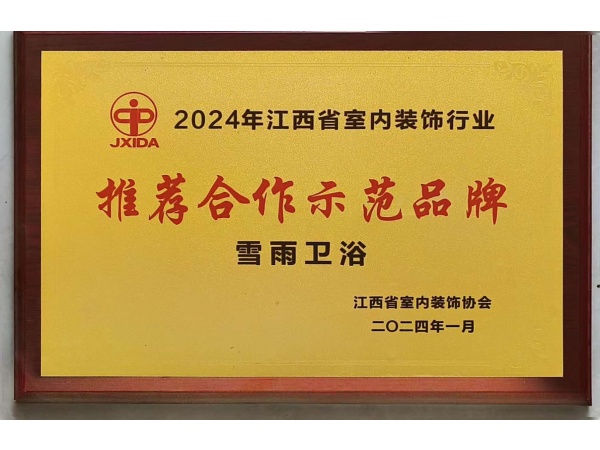 JXIDA
2024年江西省室内装饰行业
推荐合作示范品牌
雪雨卫浴
江西省室内装饰协会
二〇二四年一月